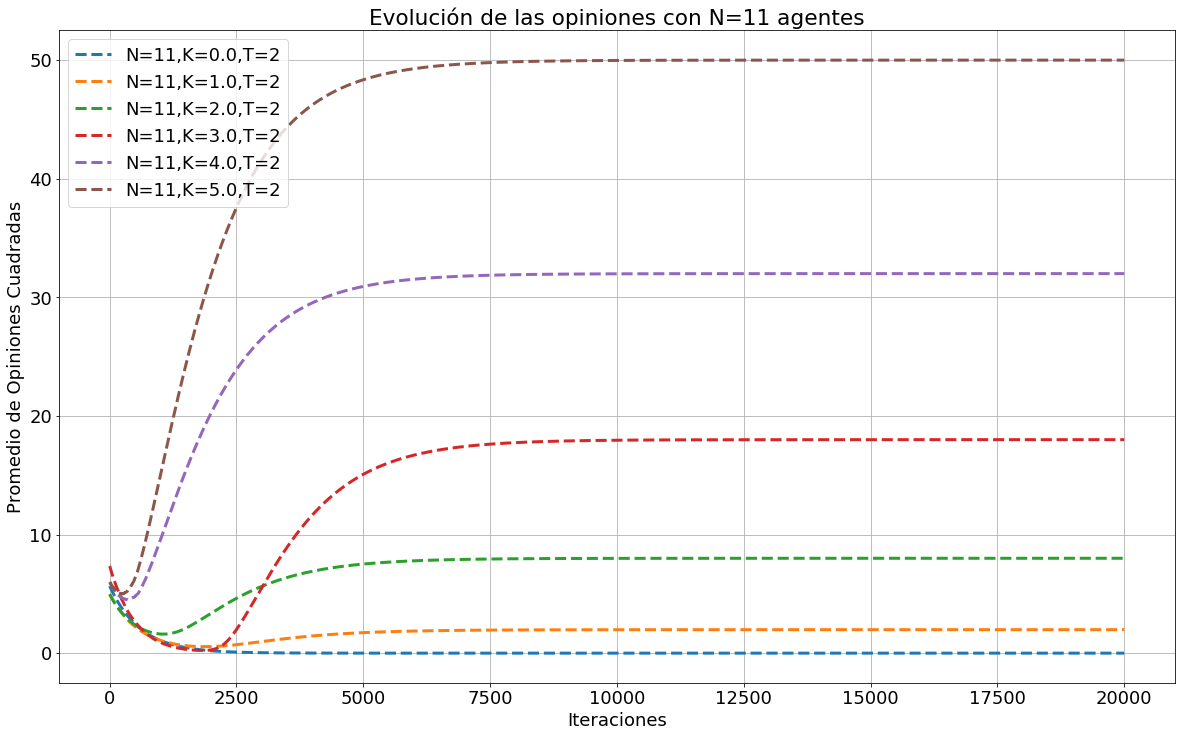 Evolución de las opiniones con N=11 agentes
N=11,K=0.0,T=2
N=11,K=1.0,T=2
N=11,K=2.0,T=2
N=11,K=3.0,T=2
N=11,K=4.0,T=2
N=11,K=5.0,T=2
Promedio de Opiniones Cuadradas
50
40
30
20
10
0
0 2500 5000 7500 10000 12500 15000 17500 20000
Iteraciones